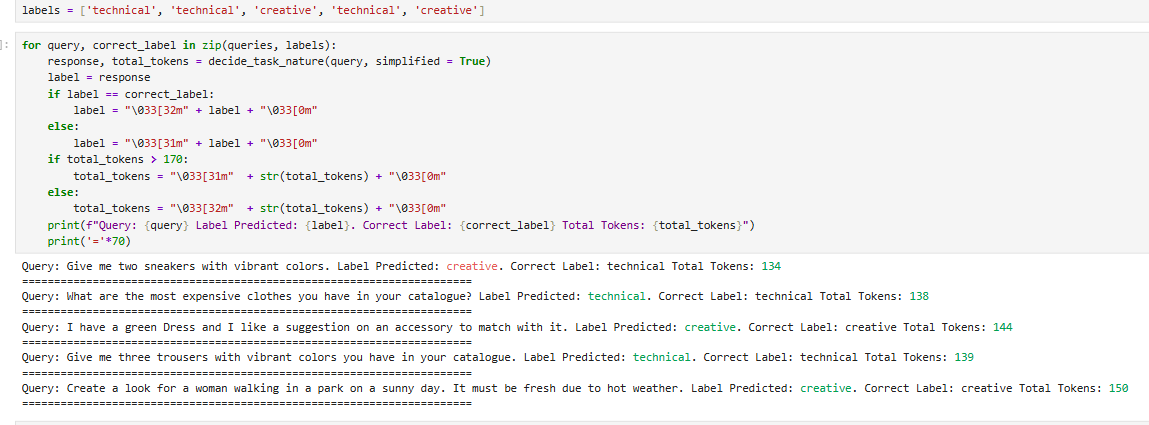 labels = ['technical', 'technical', 'creative', 'technical', 'creative']
]:
for query, correct_label in zip(queries, labels):
    response, total_tokens = decide_task_nature(query, simplified = True)
    label = response
    if label == correct_label:
        label = "\033[32m" + label + "\033[0m"
    else:
        label = "\033[31m" + label + "\033[0m"
    if total_tokens > 170:
        total_tokens = "\033[31m"  + str(total_tokens) + "\033[0m"
    else:
        total_tokens = "\033[32m"  + str(total_tokens) + "\033[0m"
    print(f"Query: {query} Label Predicted: {label}. Correct Label: {correct_label} Total Tokens: {total_tokens}")
    print('='*70)
Query: Give me two sneakers with vibrant colors. Label Predicted: creative. Correct Label: technical Total Tokens: 134
======================================================================
Query: What are the most expensive clothes you have in your catalogue? Label Predicted: technical. Correct Label: technical Total Tokens: 138
======================================================================
Query: I have a green Dress and I like a suggestion on an accessory to match with it. Label Predicted: creative. Correct Label: creative Total Tokens: 144
======================================================================
Query: Give me three trousers with vibrant colors you have in your catalogue. Label Predicted: technical. Correct Label: technical Total Tokens: 139
======================================================================
Query: Create a look for a woman walking in a park on a sunny day. It must be fresh due to hot weather. Label Predicted: creative. Correct Label: creative Total Tokens: 150
======================================================================